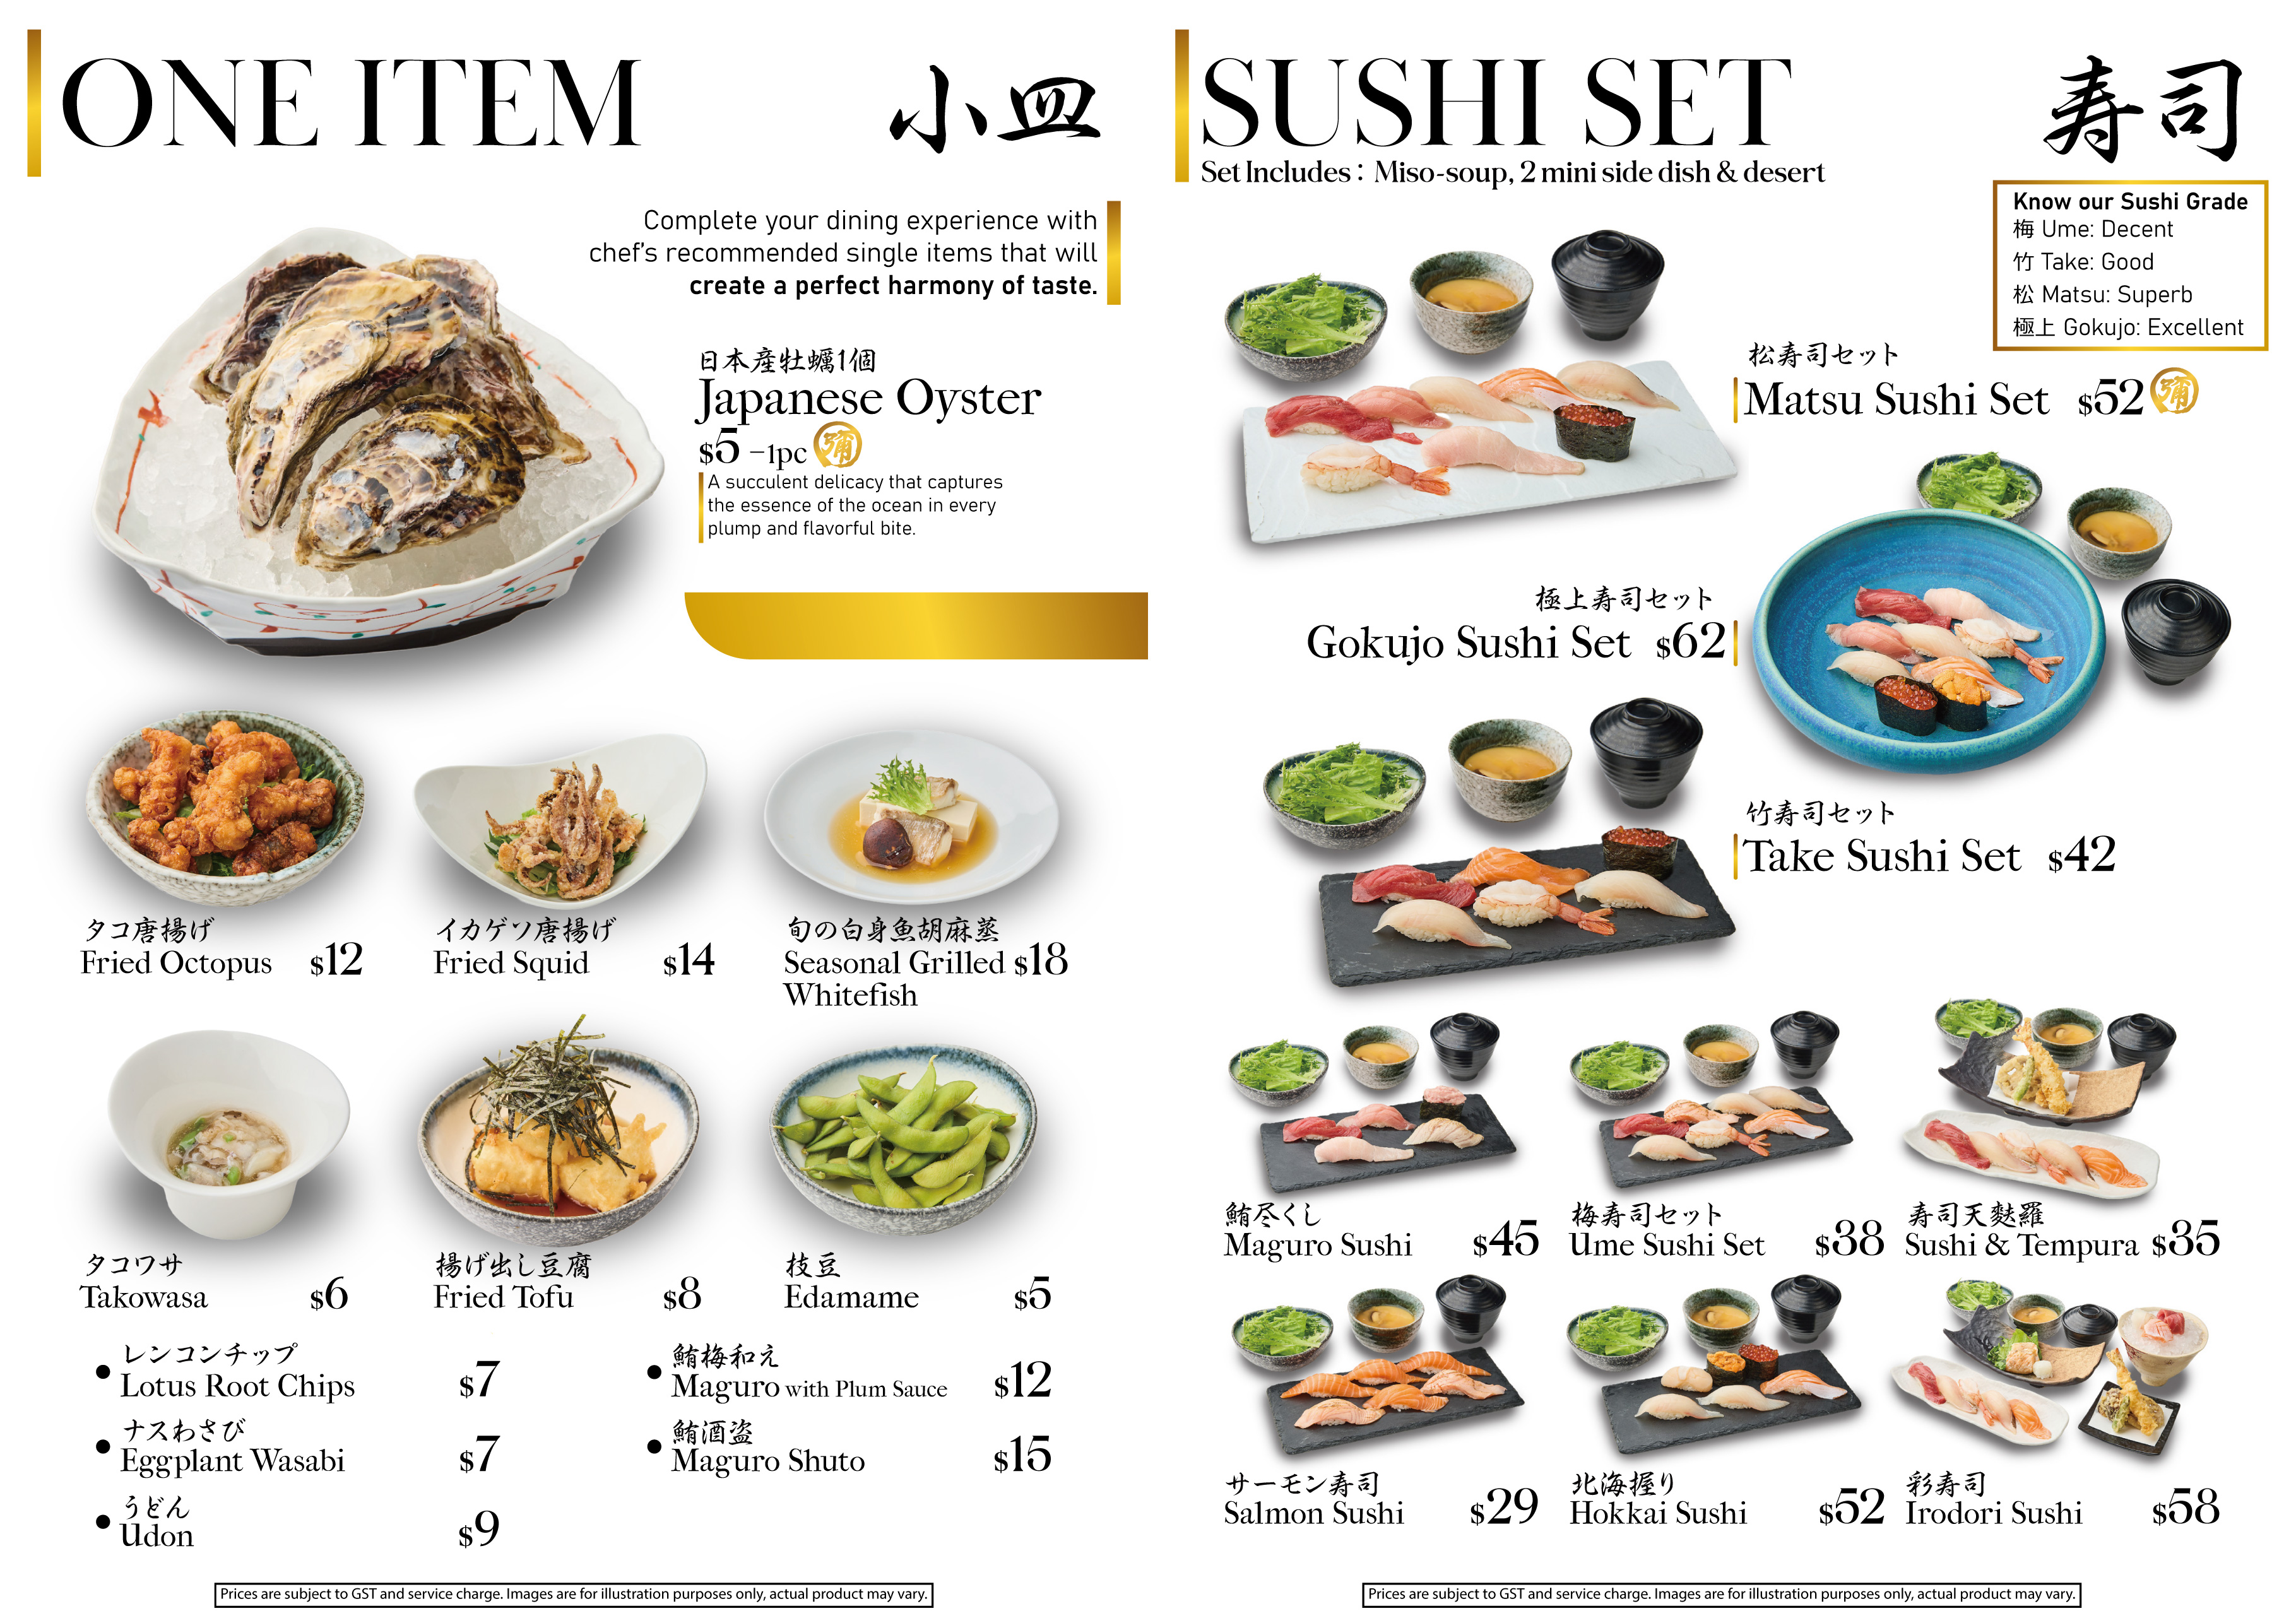 ONE ITEM
小皿
Complete your dining experience with
chef's recommended single items that will
create a perfect harmony of taste.
日本産牡蠣1個
Japanese Oyster
$5 -1pc 彌
A succulent delicacy that captures
the essence of the ocean in every
plump and flavorful bite.
タコ唐揚げ
Fried Octopus $12
イカゲソ唐揚げ
Fried Squid $14
旬の白身魚胡麻蒸
Seasonal Grilled $18
Whitefish
タコワサ
Takowasa $6
揚げ出し豆腐
Fried Tofu $8
枝豆
Edamame $5
レンコンチップ
• Lotus Root Chips $7
ナスわさび
• Eggplant Wasabi $7
うどん
• Udon $9
鮪梅和え
• Maguro with Plum Sauce $12
鮪酒盗
• Maguro Shuto $15
Prices are subject to GST and service charge. Images are for illustration purposes only, actual product may vary.
SUSHI SET
寿司
Set Includes : Miso-soup, 2 mini side dish & desert
Know our Sushi Grade
梅 Ume: Decent
竹 Take: Good
松 Matsu: Superb
極上 Gokujo: Excellent
松寿司セット
Matsu Sushi Set $52 彌
極上寿司セット
Gokujo Sushi Set $62
竹寿司セット
Take Sushi Set $42
鮪尽くし
Maguro Sushi $45
梅寿司セット
Ume Sushi Set $38
寿司天麩羅
Sushi & Tempura $35
サーモン寿司
Salmon Sushi $29
北海握り
Hokkai Sushi $52
彩寿司
Irodori Sushi $58
Prices are subject to GST and service charge. Images are for illustration purposes only, actual product may vary.